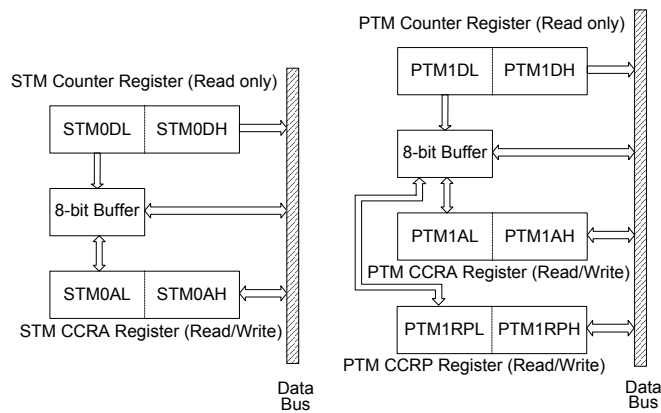 STM Counter Register (Read only)
STM0DL STM0DH
8-bit Buffer
STM0AL STM0AH
STM CCRA Register (Read/Write)
Data
Bus
PTM Counter Register (Read only)
PTM1DL PTM1DH
8-bit Buffer
PTM1AL PTM1AH
PTM CCRA Register (Read/Write)
PTM1RPL PTM1RPH
PTM CCRP Register (Read/Write)
Data
Bus